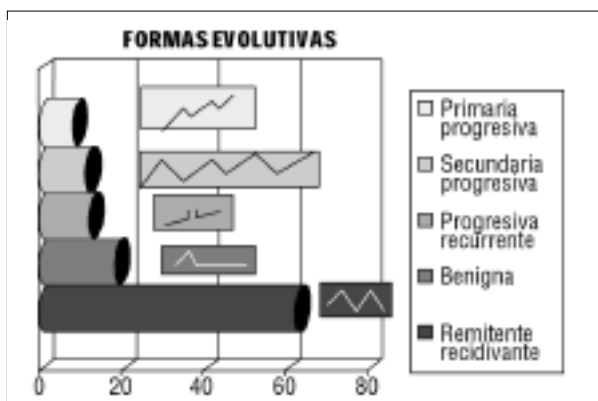 FORMAS EVOLUTIVAS
Primaria
progresiva
Secundaria
progresiva
Progresiva
recurrente
Benigna
Remitente
recidivante
0 20 40 60 80